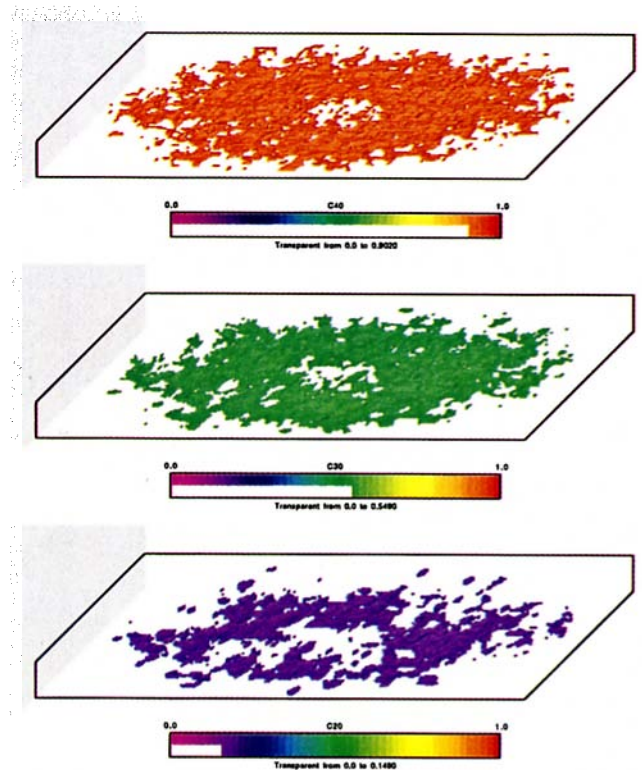 0.0 C40 1.0
Transparent from 0.0 to 0.9020
0.0 C30 1.0
Transparent from 0.0 to 0.5490
0.0 C20 1.0
Transparent from 0.0 to 0.1490